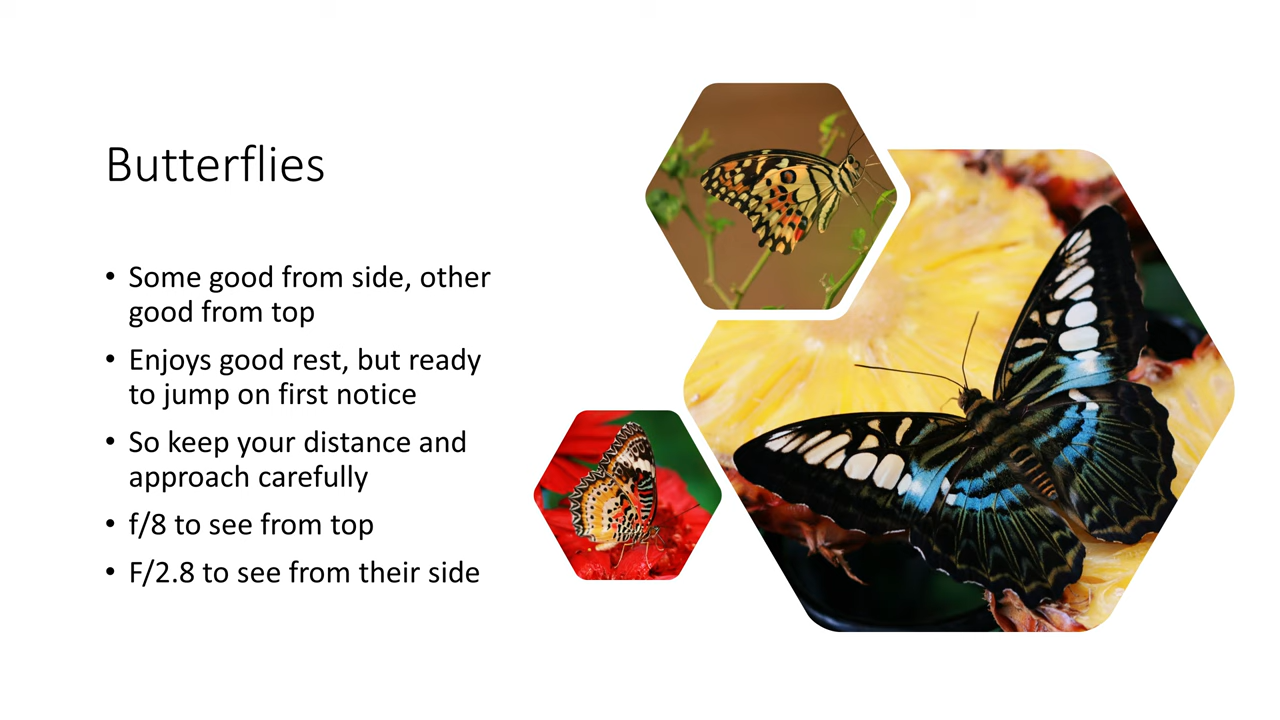 Butterflies
• Some good from side, other
good from top
• Enjoys good rest, but ready
to jump on first notice
• So keep your distance and
approach carefully
• f/8 to see from top
• F/2.8 to see from their side